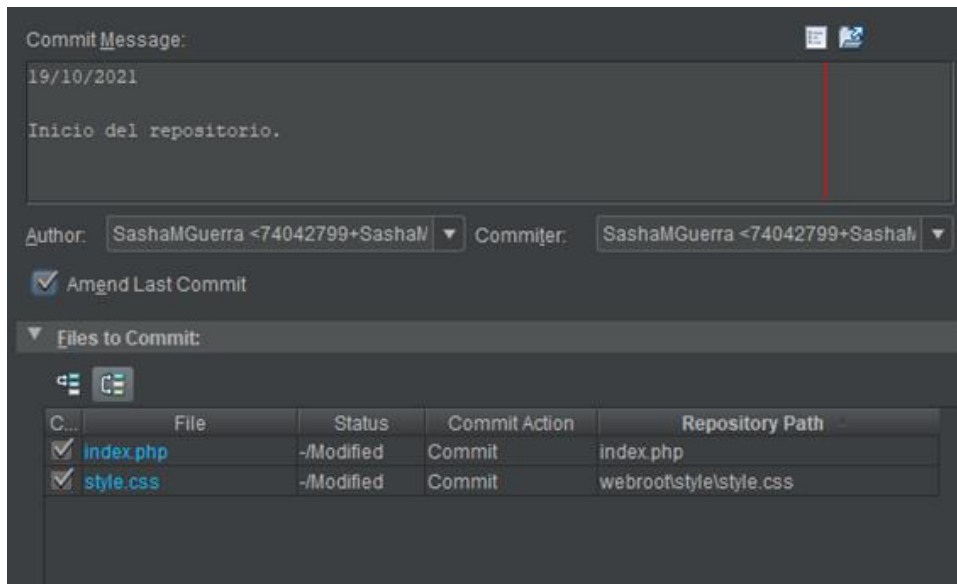 Commit Message:
19/10/2021
Inicio del repositorio.
Author: SashaMGuerra <74042799+SashaM Commiter: SashaMGuerra <74042799+SashaM
Amend Last Commit
Files to Commit:
C... File Status Commit Action Repository Path
index.php -/Modified Commit index.php
style.css -/Modified Commit webroot\style\style.css